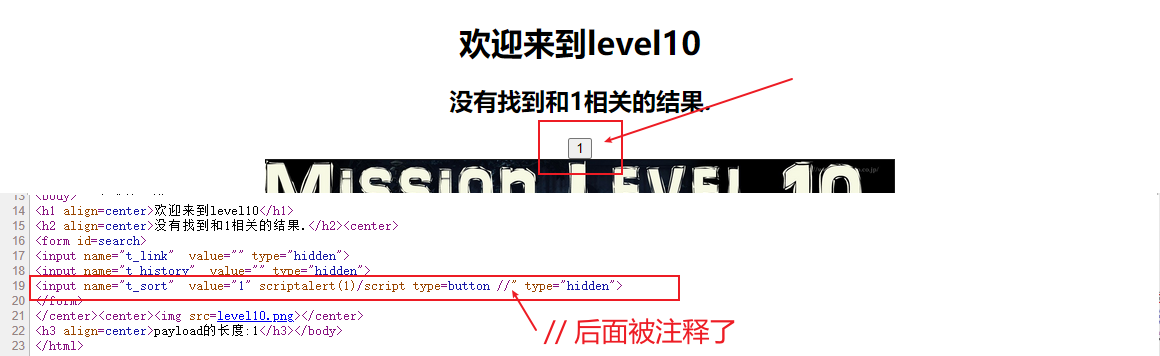 欢迎来到level10
没有找到和1相关的结果.
1
MISSION LEVEL 10
13 <body>
14 <h1 align=center>欢迎来到level10</h1>
15 <h2 align=center>没有找到和1相关的结果.</h2><center>
16 <form id=search>
17 <input name="t_link"  value="" type="hidden">
18 <input name="t_history"  value="" type="hidden">
19 <input name="t_sort"  value="1" scriptalert(1)/script type=button //" type="hidden">
20 </form>
21 </center><center><img src=level10.png></center>
22 <h3 align=center>payload的长度:1</h3></body>
23 </html>
// 后面被注释了